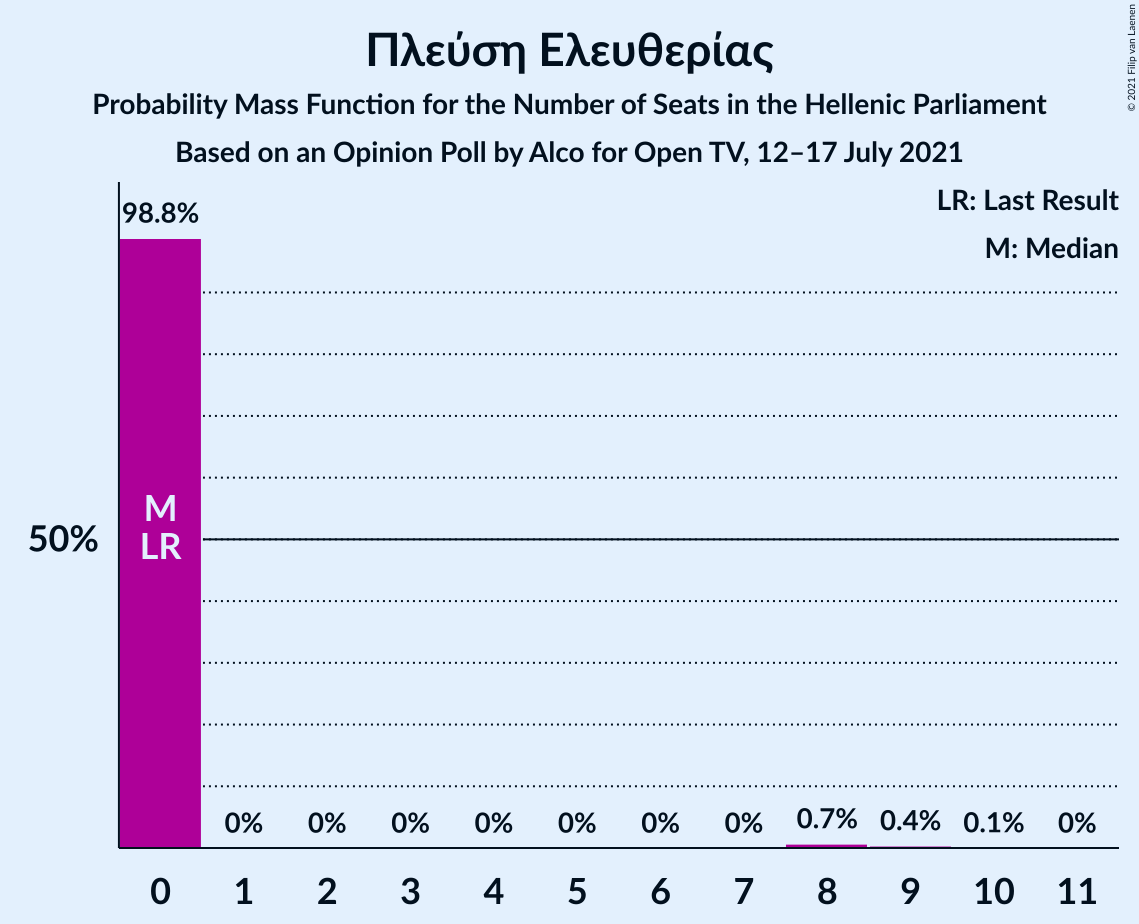 Πλεύση Ελευθερίας
Probability Mass Function for the Number of Seats in the Hellenic Parliament
Based on an Opinion Poll by Alco for Open TV, 12–17 July 2021
© 2021 Filip van Laenen
LR: Last Result
M: Median
98.8%
M
LR
50%
0% 0% 0% 0% 0% 0% 0% 0.7% 0.4% 0.1% 0%
0 1 2 3 4 5 6 7 8 9 10 11